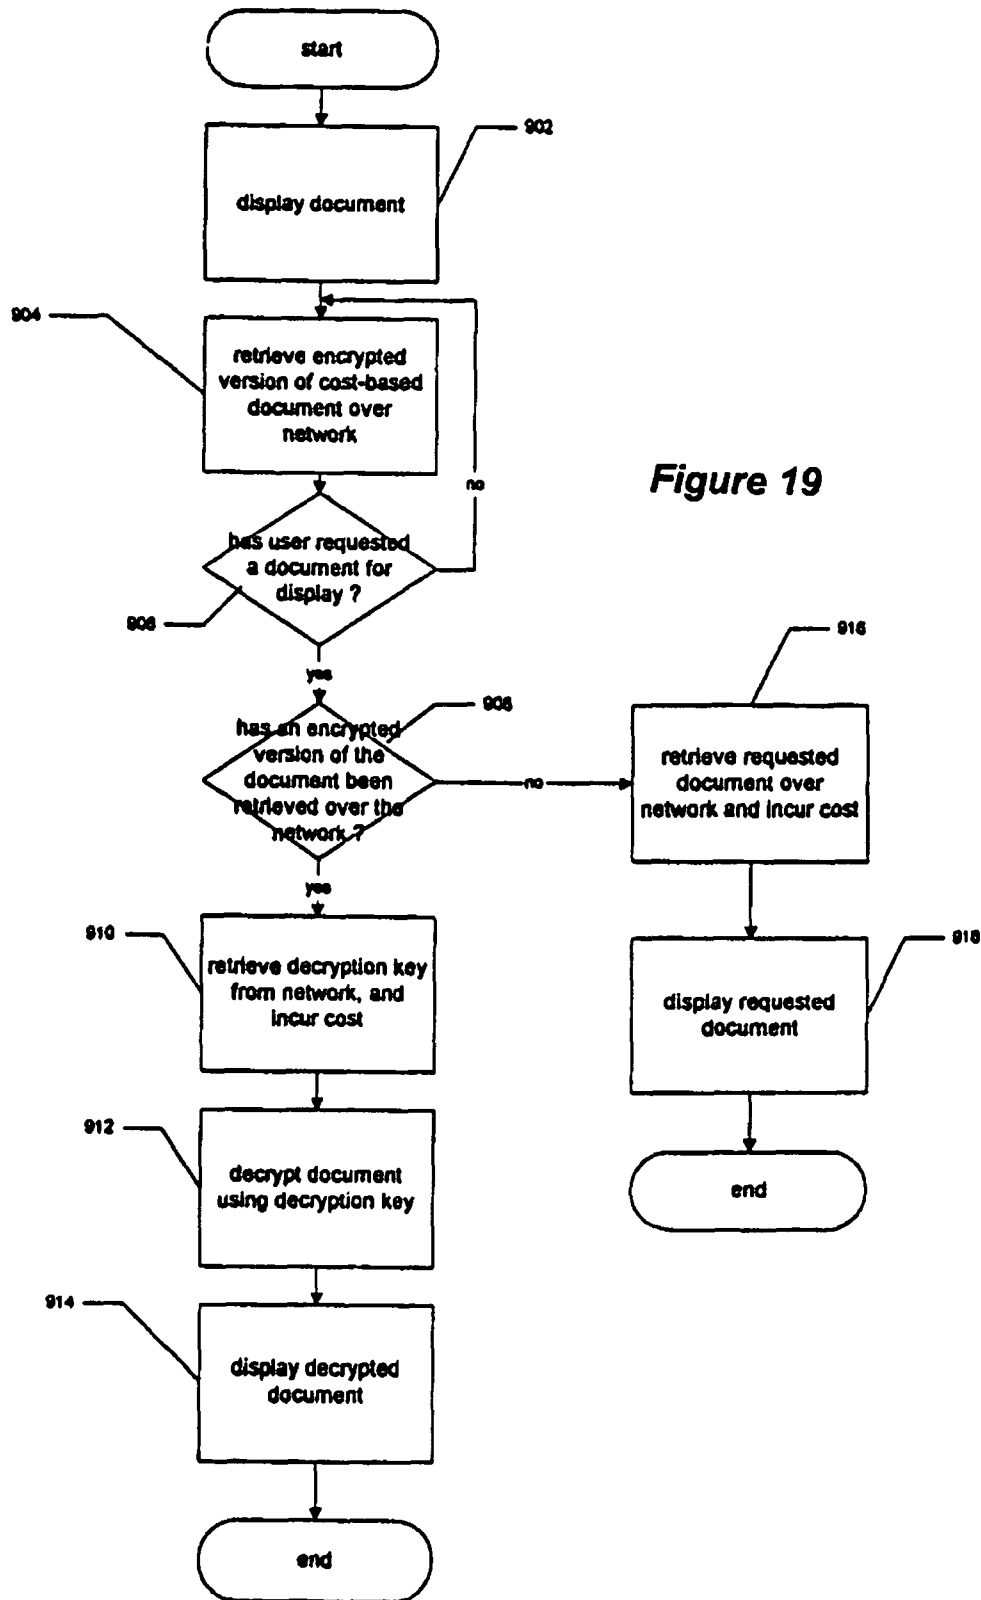 start
902
display document
904
retrieve encrypted
version of cost-based
document over
network
no
Figure 19
has user requested
a document for
display ?
906
yes
908
has an encrypted
version of the
document been
retrieved over the
network ?
no
916
retrieve requested
document over
network and incur cost
yes
910
retrieve decryption key
from network, and
incur cost
918
display requested
document
912
decrypt document
using decryption key
end
914
display decrypted
document
end